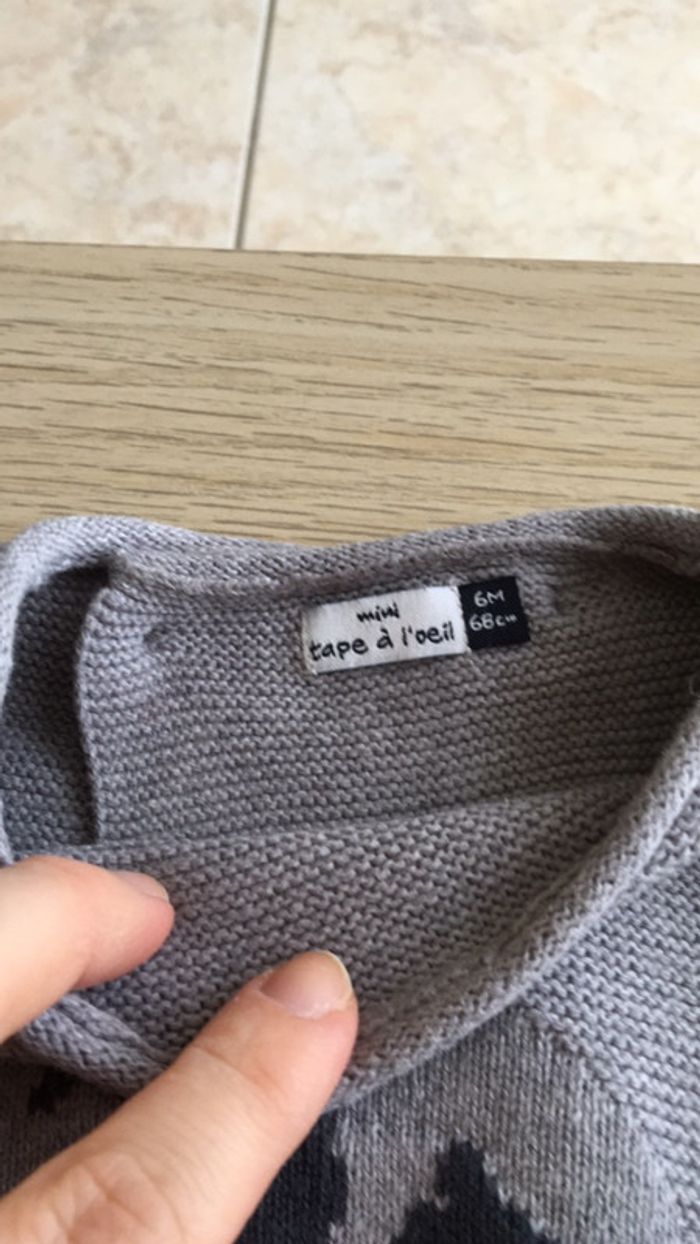 mini
tape à l'oeil
6M
68cm